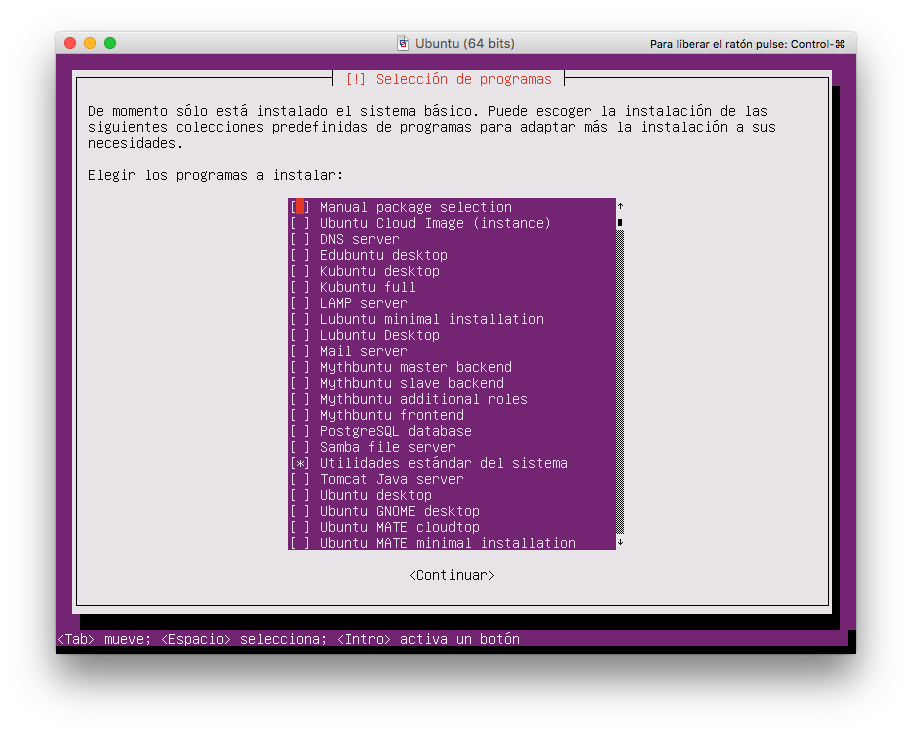 Ubuntu (64 bits)
Para liberar el ratón pulse: Control-⌘
[!] Selección de programas
De momento sólo está instalado el sistema básico. Puede escoger la instalación de las
siguientes colecciones predefinidas de programas para adaptar más la instalación a sus
necesidades.
Elegir los programas a instalar:
[ ] Manual package selection
[ ] Ubuntu Cloud Image (instance)
[ ] DNS server
[ ] Edubuntu desktop
[ ] Kubuntu desktop
[ ] Kubuntu full
[ ] LAMP server
[ ] Lubuntu minimal installation
[ ] Lubuntu Desktop
[ ] Mail server
[ ] Mythbuntu master backend
[ ] Mythbuntu slave backend
[ ] Mythbuntu additional roles
[ ] Mythbuntu frontend
[ ] PostgreSQL database
[ ] Samba file server
[*] Utilidades estándar del sistema
[ ] Tomcat Java server
[ ] Ubuntu desktop
[ ] Ubuntu GNOME desktop
[ ] Ubuntu MATE cloudtop
[ ] Ubuntu MATE minimal installation
<Continuar>
<Tab> mueve; <Espacio> selecciona; <Intro> activa un botón